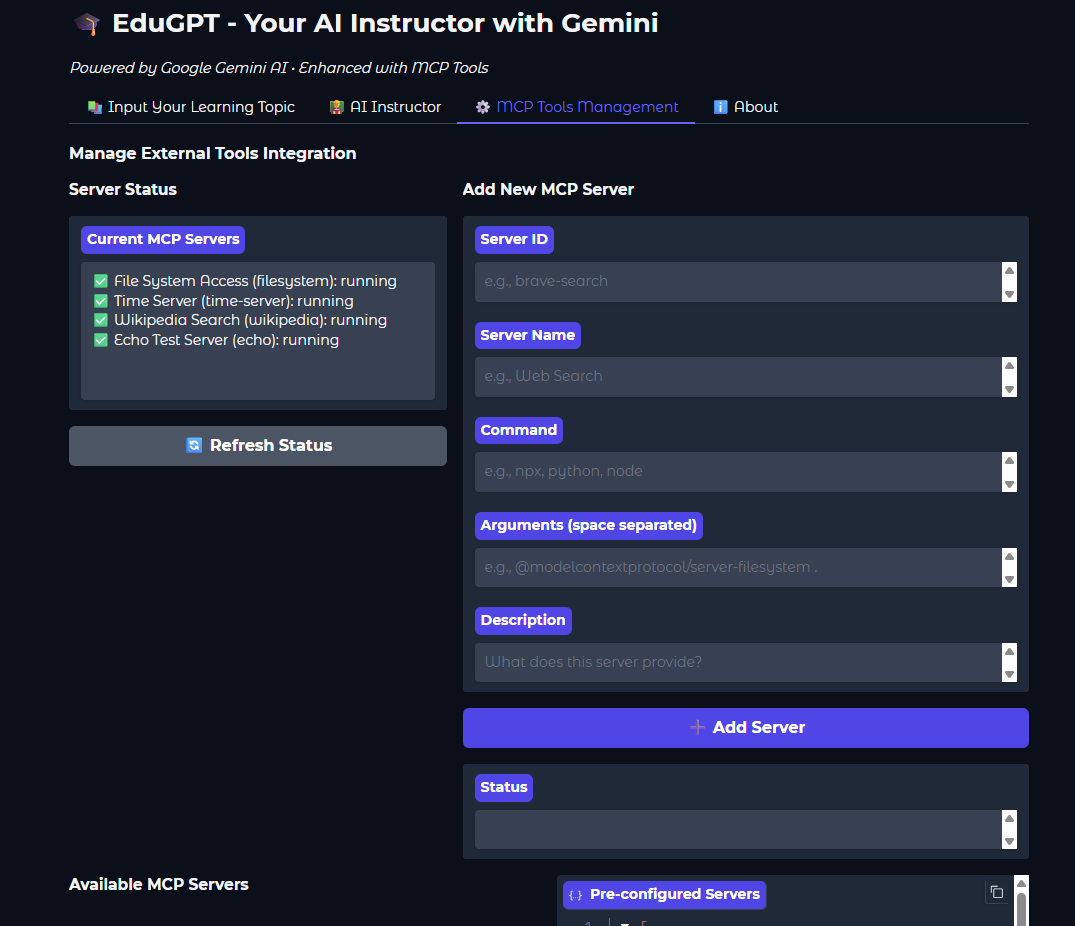 🎓 EduGPT - Your AI Instructor with Gemini
Powered by Google Gemini AI • Enhanced with MCP Tools
Input Your Learning Topic
AI Instructor
MCP Tools Management
About
Manage External Tools Integration
Server Status
Current MCP Servers
✅ File System Access (filesystem): running
✅ Time Server (time-server): running
✅ Wikipedia Search (wikipedia): running
✅ Echo Test Server (echo): running
Refresh Status
Add New MCP Server
Server ID
e.g., brave-search
Server Name
e.g., Web Search
Command
e.g., npx, python, node
Arguments (space separated)
e.g., @modelcontextprotocol/server-filesystem .
Description
What does this server provide?
Add Server
Status
Available MCP Servers
{..} Pre-configured Servers